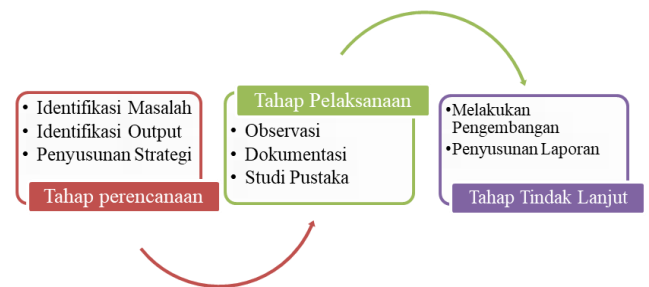 • Identifikasi Masalah
• Identifikasi Output
• Penyusunan Strategi
Tahap perencanaan
Tahap Pelaksanaan
• Observasi
• Dokumentasi
• Studi Pustaka
•Melakukan
Pengembangan
•Penyusunan Laporan
Tahap Tindak Lanjut